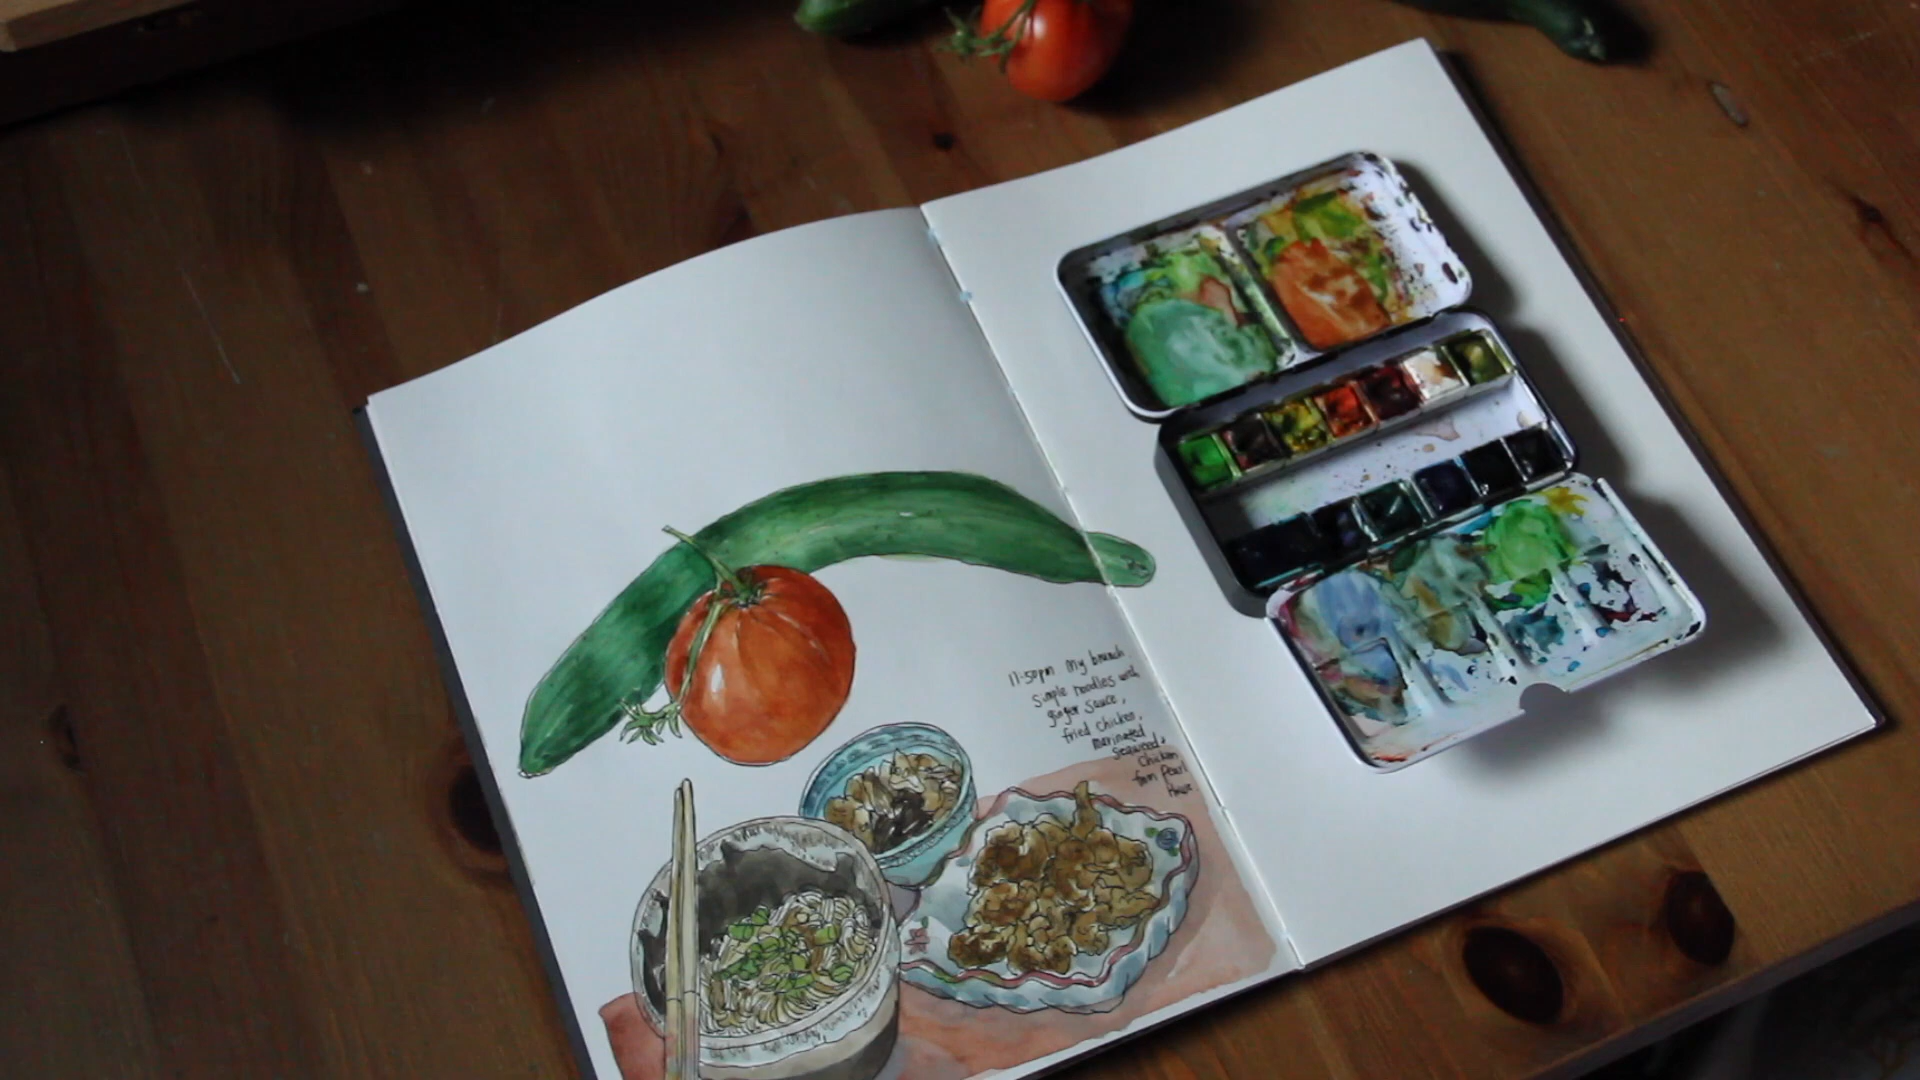 11:50pm My brunch
simple noodles with
ginger sauce,
fried chicken,
marinated
seaweed,
Chicken
from Pearl
House